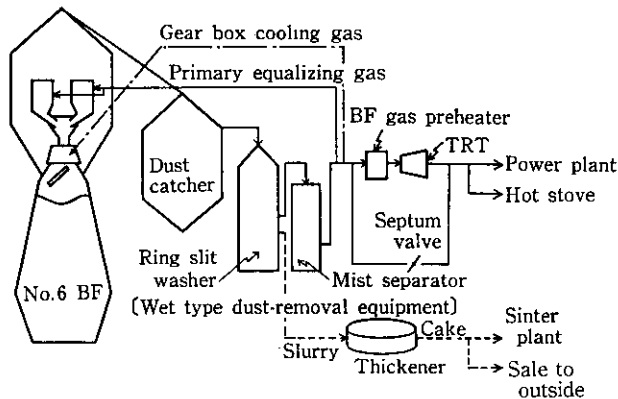 Gear box cooling gas
Primary equalizing gas
BF gas preheater
TRT
Power plant
Hot stove
Dust
catcher
Septum
valve
Ring slit
washer
Mist separator
No.6 BF
(Wet type dust-removal equipment)
Slurry
Cake
Thickener
Sinter
plant
Sale to
outside